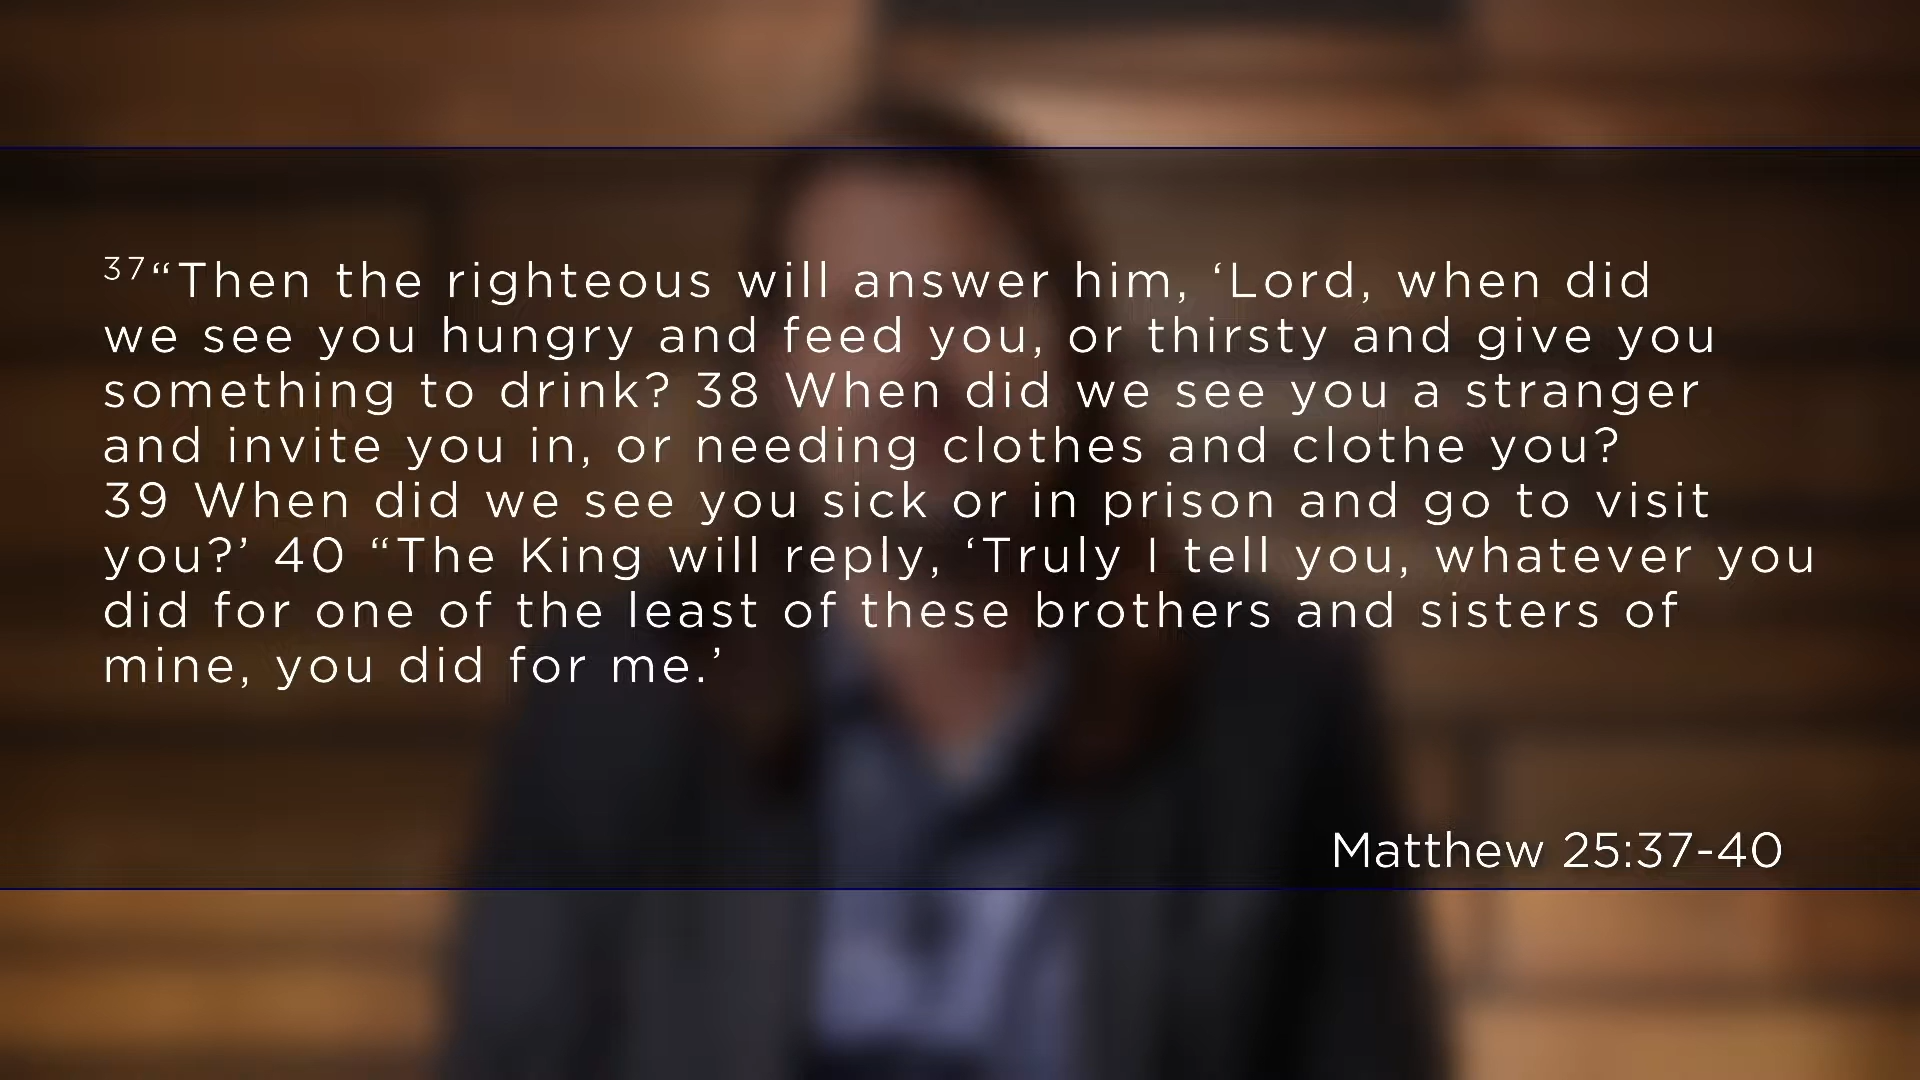 37“Then the righteous will answer him, ‘Lord, when did
we see you hungry and feed you, or thirsty and give you
something to drink? 38 When did we see you a stranger
and invite you in, or needing clothes and clothe you?
39 When did we see you sick or in prison and go to visit
you?’ 40 “The King will reply, ‘Truly I tell you, whatever you
did for one of the least of these brothers and sisters of
mine, you did for me.’
Matthew 25:37-40